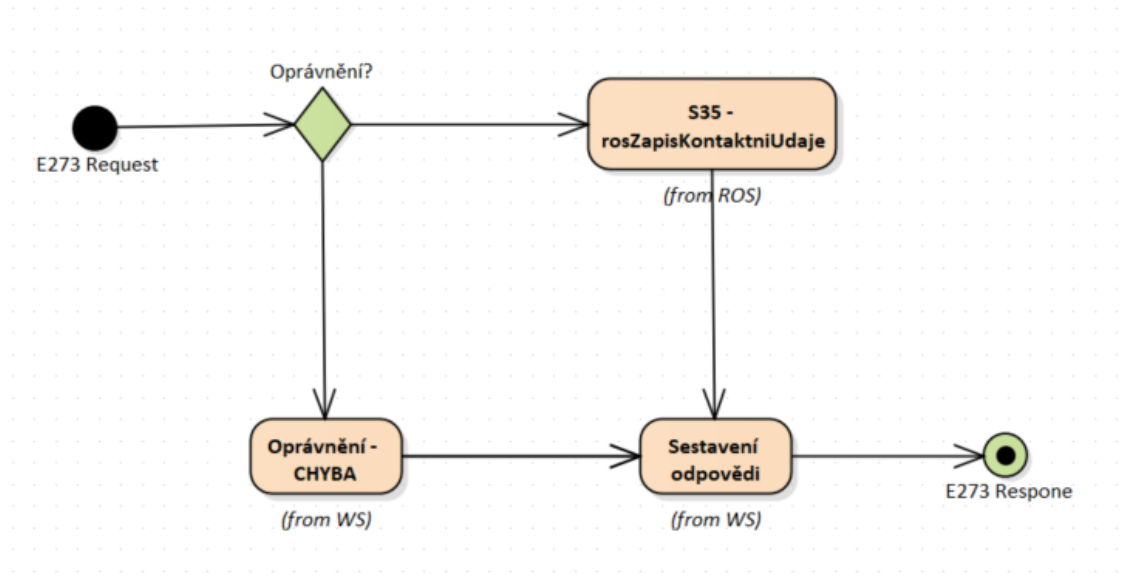 Oprávnění?
E273 Request
S35 -
rosZapisKontaktniUdaje
(from ROS)
Oprávnění -
CHYBA
(from WS)
Sestavení
odpovědi
(from WS)
E273 Respone